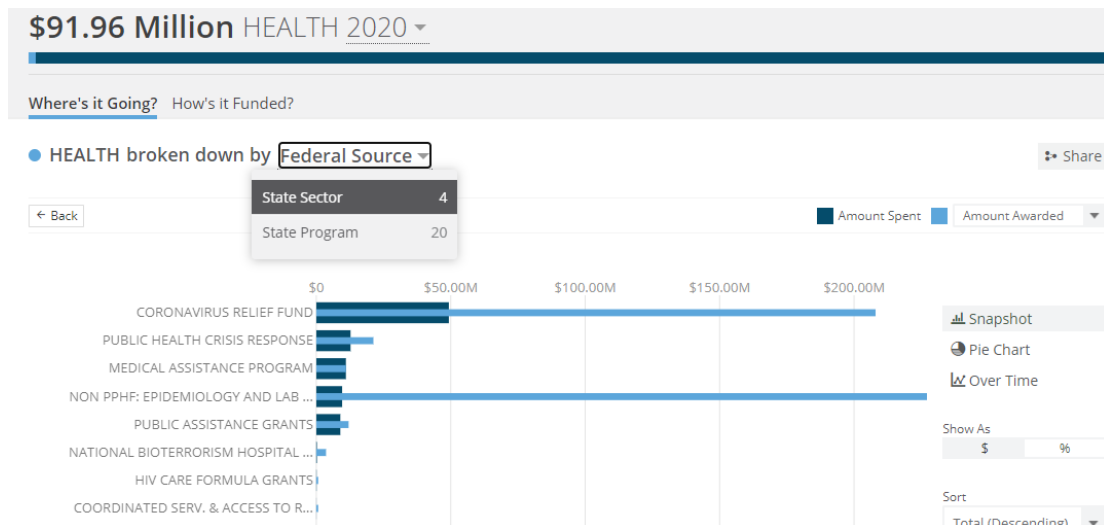 $91.96 Million HEALTH 2020
Where's it Going? How's it Funded?
HEALTH broken down by Federal Source
Share
State Sector 4
State Program 20
← Back
Amount Spent Amount Awarded
$0 $50.00M $100.00M $150.00M $200.00M
CORONAVIRUS RELIEF FUND
PUBLIC HEALTH CRISIS RESPONSE
MEDICAL ASSISTANCE PROGRAM
NON PPHF: EPIDEMIOLOGY AND LAB ...
PUBLIC ASSISTANCE GRANTS
NATIONAL BIOTERRORISM HOSPITAL ...
HIV CARE FORMULA GRANTS
COORDINATED SERV. & ACCESS TO R...
Snapshot
Pie Chart
Over Time
Show As
$ %
Sort
Total (Descending)